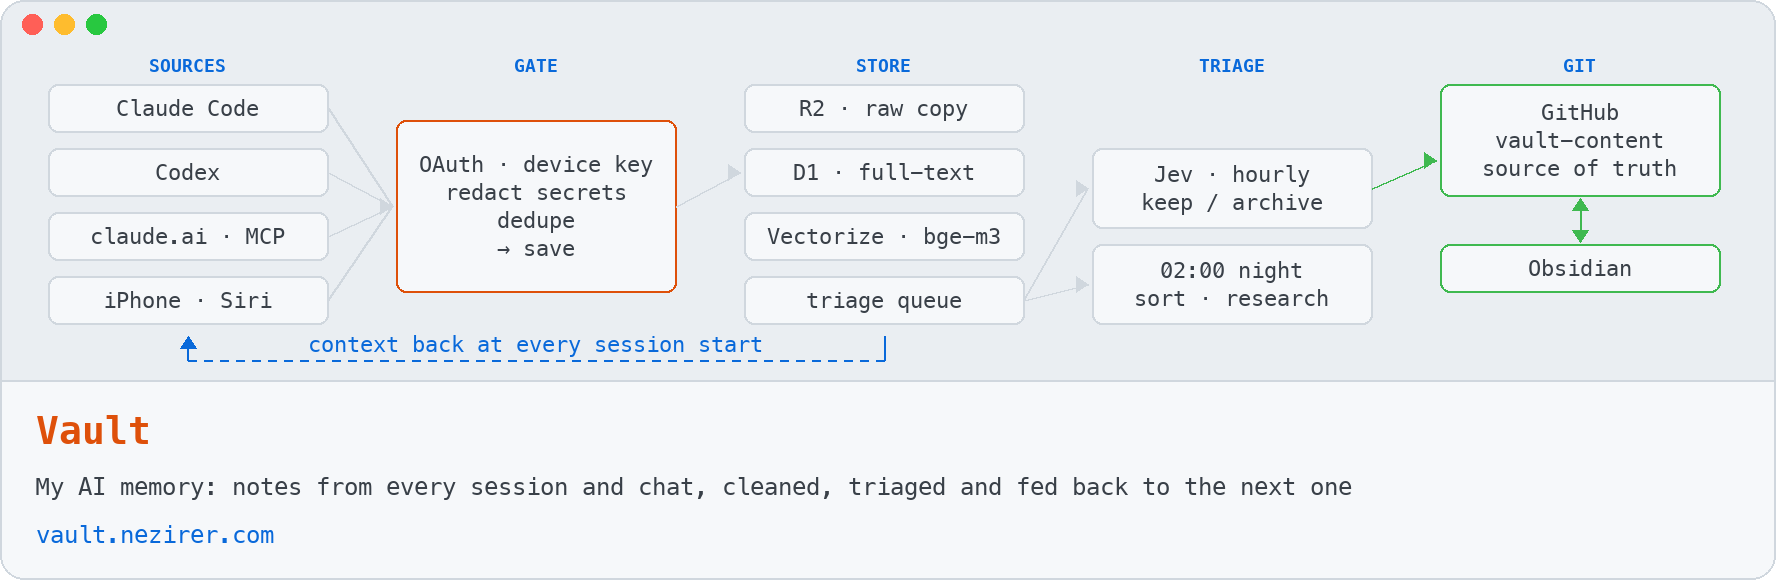 SOURCES
Claude Code
Codex
claude.ai · MCP
iPhone · Siri
GATE
OAuth · device key
redact secrets
dedupe
→ save
STORE
R2 · raw copy
D1 · full-text
Vectorize · bge-m3
triage queue
TRIAGE
Jev · hourly
keep / archive
02:00 night
sort · research
GIT
GitHub
vault-content
source of truth
Obsidian
context back at every session start
Vault
My AI memory: notes from every session and chat, cleaned, triaged and fed back to the next one
vault.nezirer.com